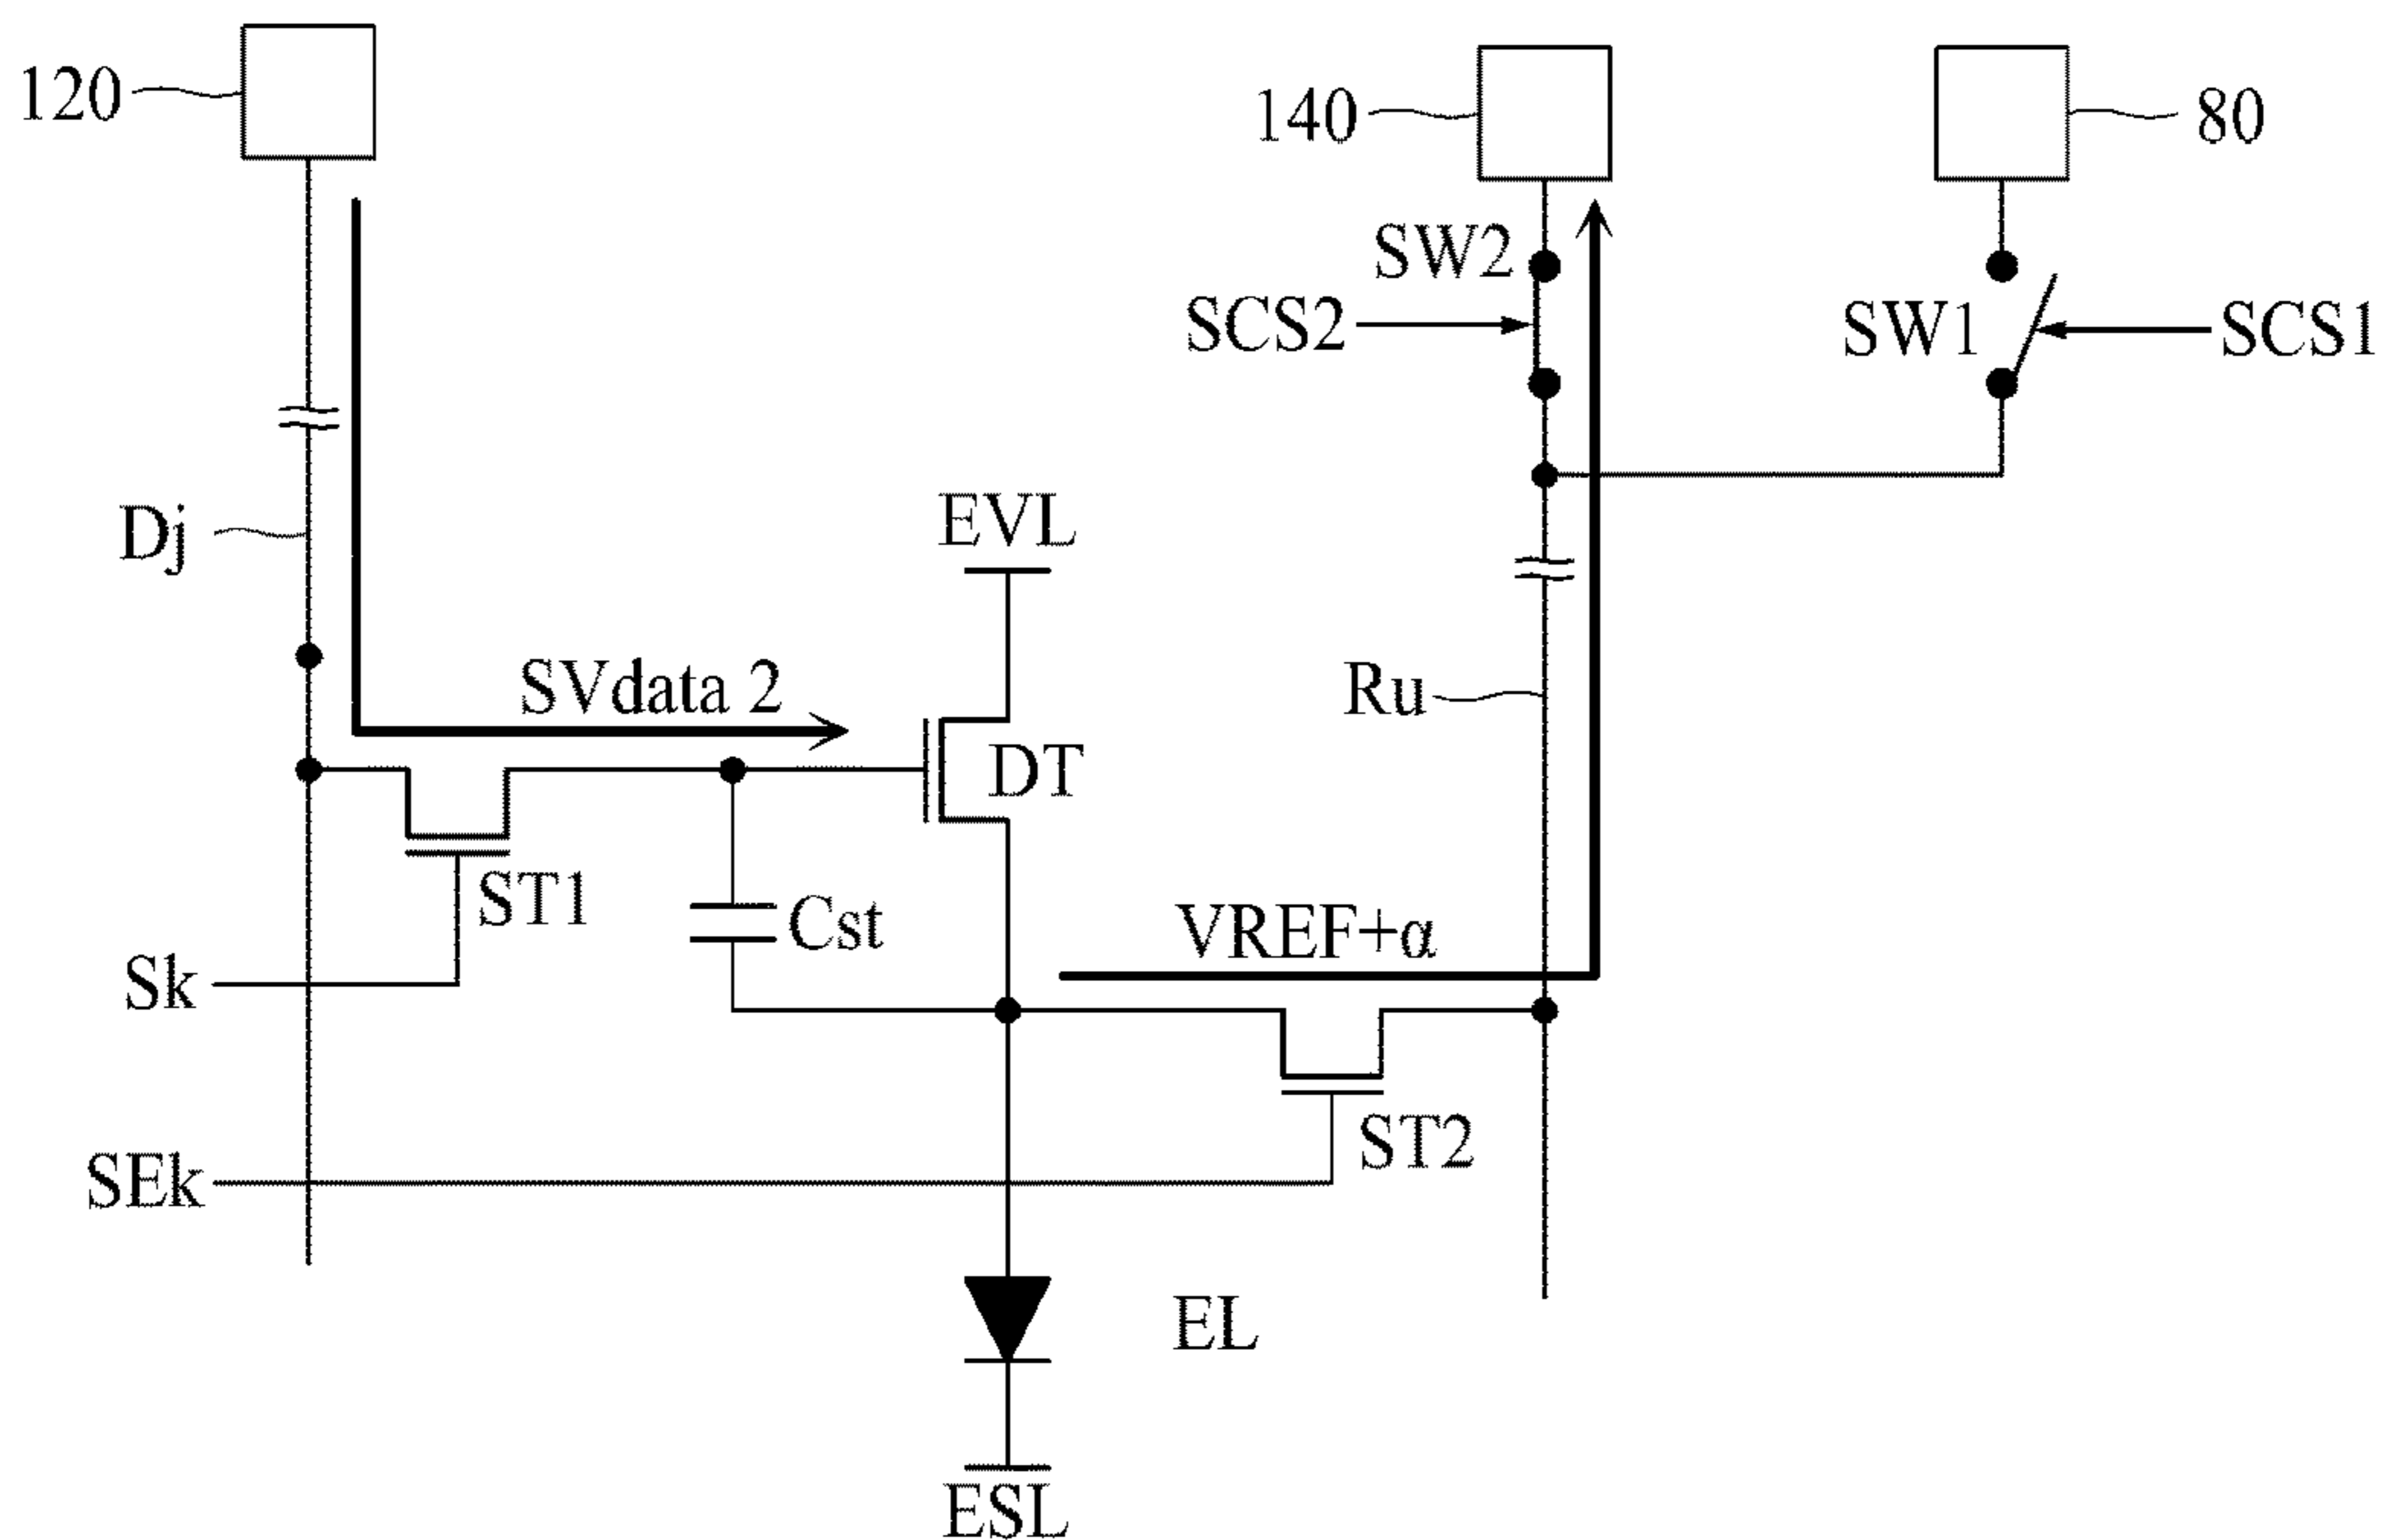 120
140
80
SW2
SCS2
SW1
SCS1
Dj
EVL
SVdata 2
Ru
DT
ST1
Cst
VREF+α
Sk
ST2
SEk
EL
ESL